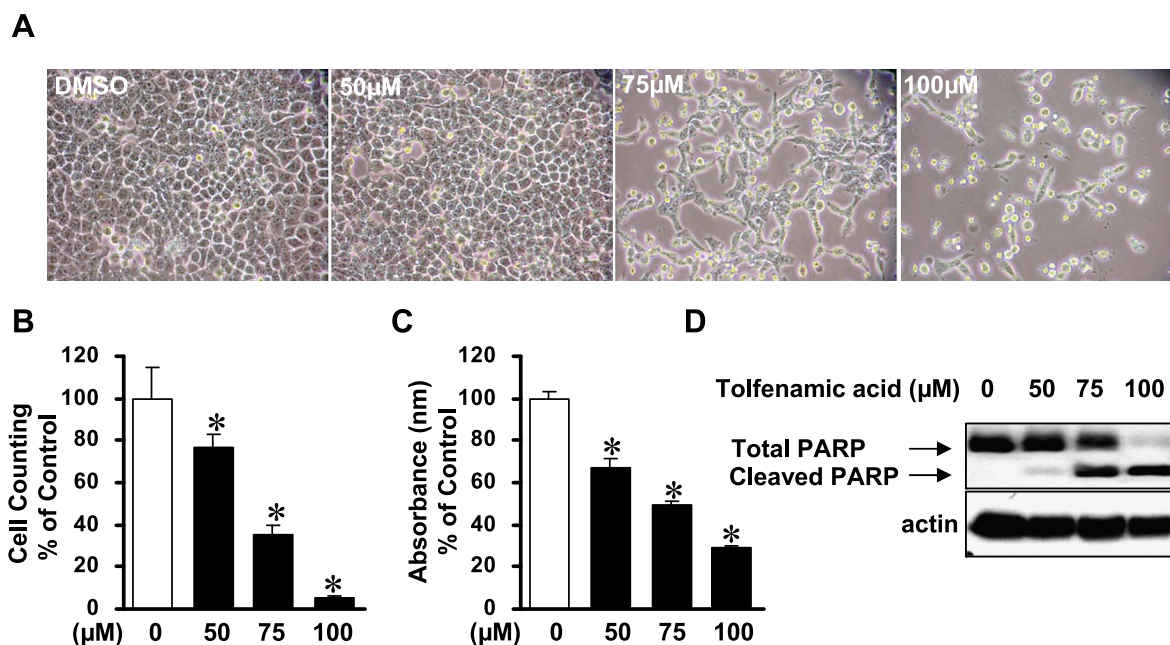 A
DMSO 50μM 75μM 100μM
B
Cell Counting
% of Control
120
100
80
60
40
20
0
* * *
(μM) 0 50 75 100
C
Absorbance (nm)
% of Control
120
100
80
60
40
20
0
* * *
(μM) 0 50 75 100
D
Tolfenamic acid (μM) 0 50 75 100
Total PARP
Cleaved PARP
actin